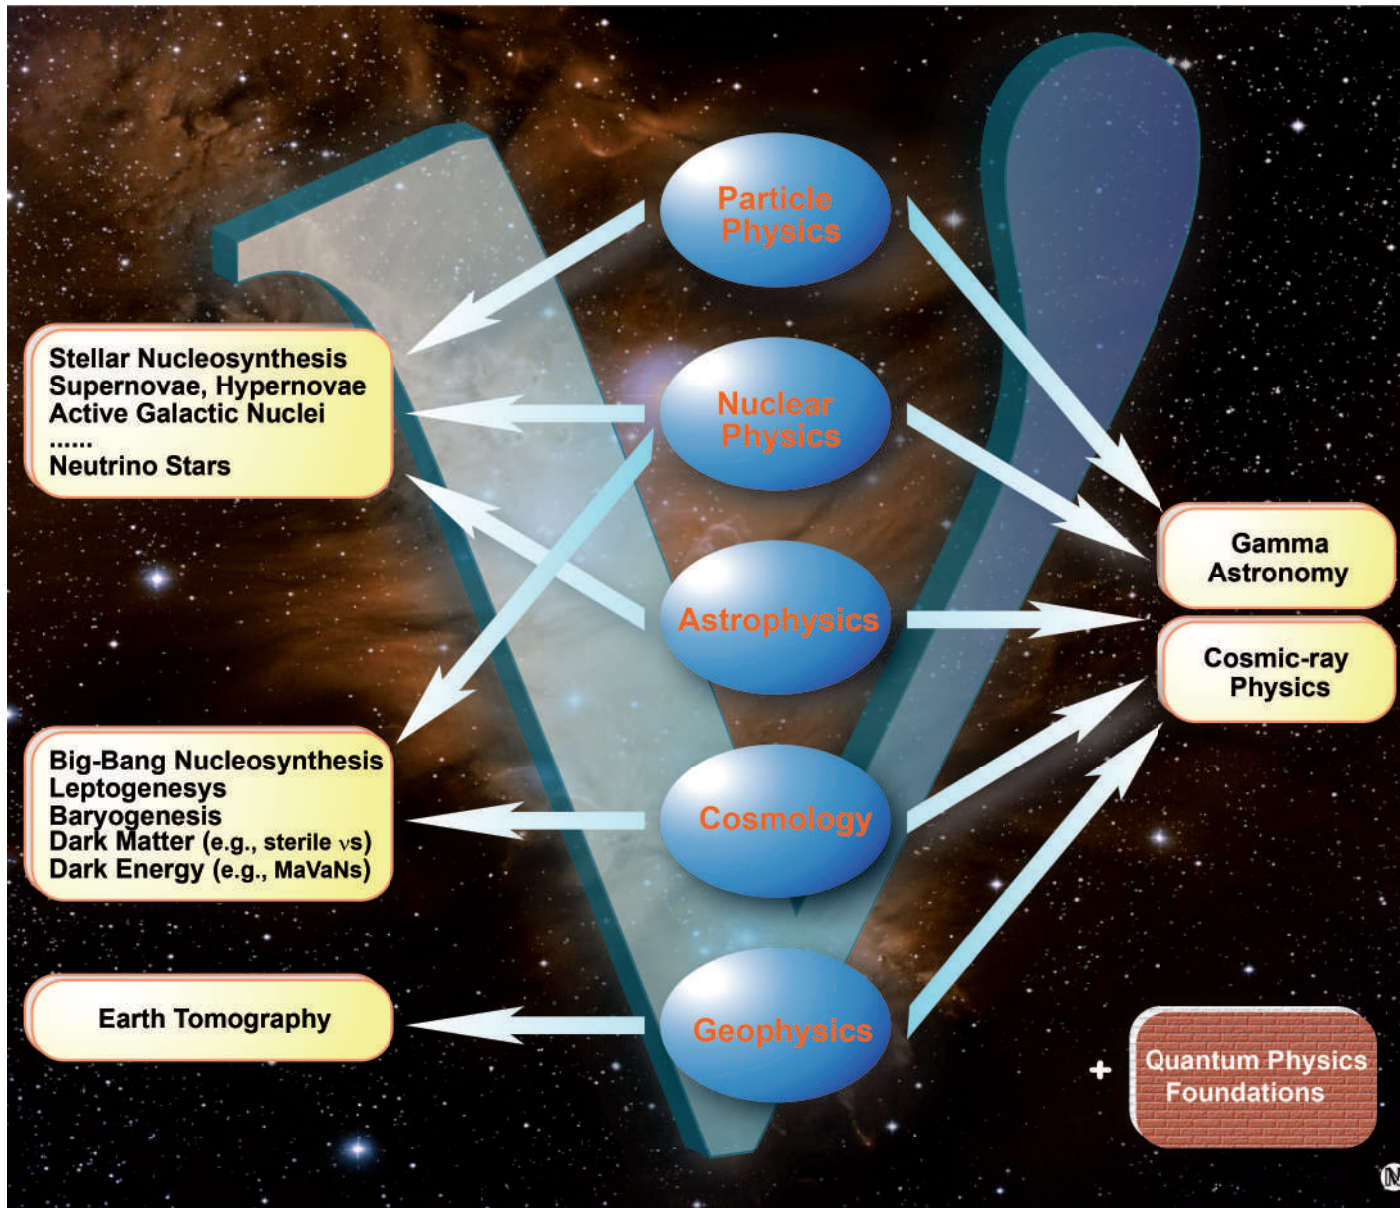 Particle
Physics
Stellar Nucleosynthesis
Supernovae, Hypernovae
Active Galactic Nuclei
......
Neutrino Stars
Nuclear
Physics
Gamma
Astronomy
Astrophysics
Cosmic-ray
Physics
Big-Bang Nucleosynthesis
Leptogenesys
Baryogenesis
Dark Matter (e.g., sterile νs)
Dark Energy (e.g., MaVaNs)
Cosmology
Earth Tomography
Geophysics
+
Quantum Physics
Foundations